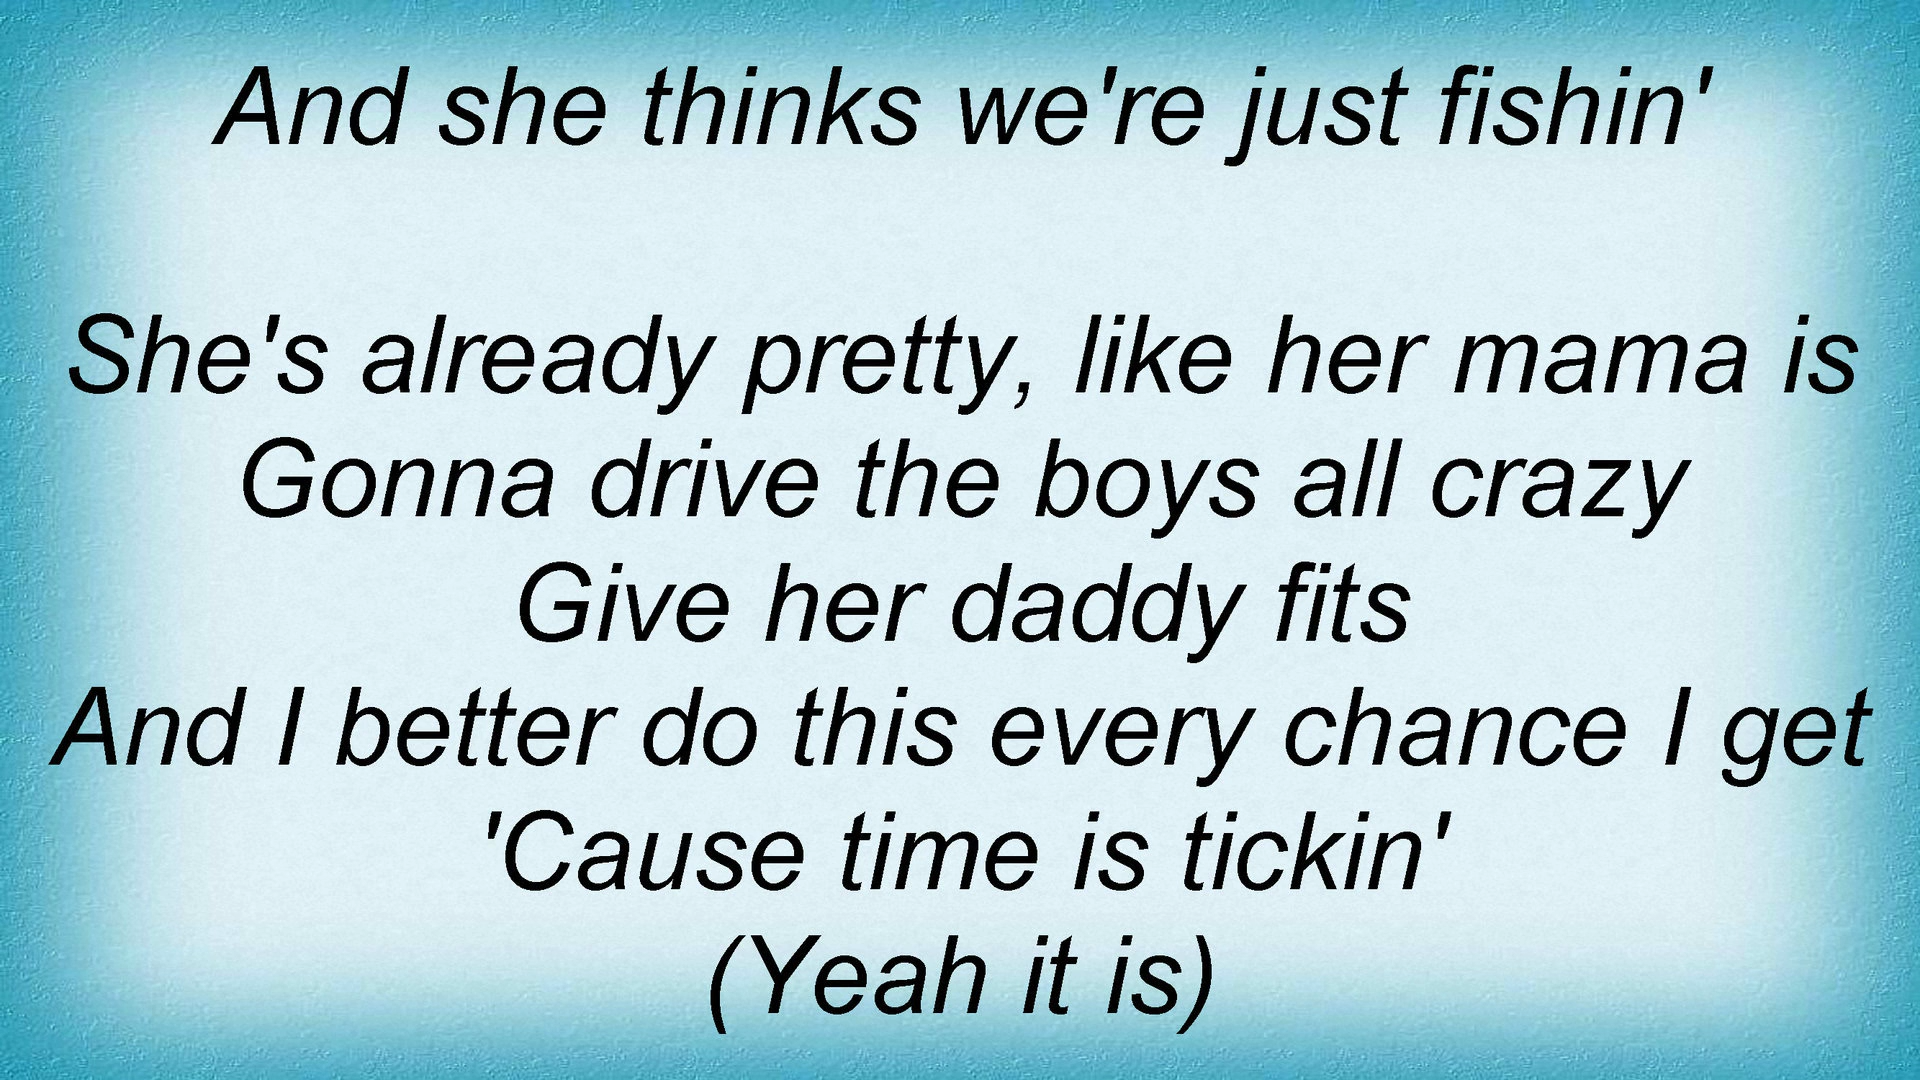 And she thinks we're just fishin'
She's already pretty, like her mama is
Gonna drive the boys all crazy
Give her daddy fits
And I better do this every chance I get
'Cause time is tickin'
(Yeah it is)